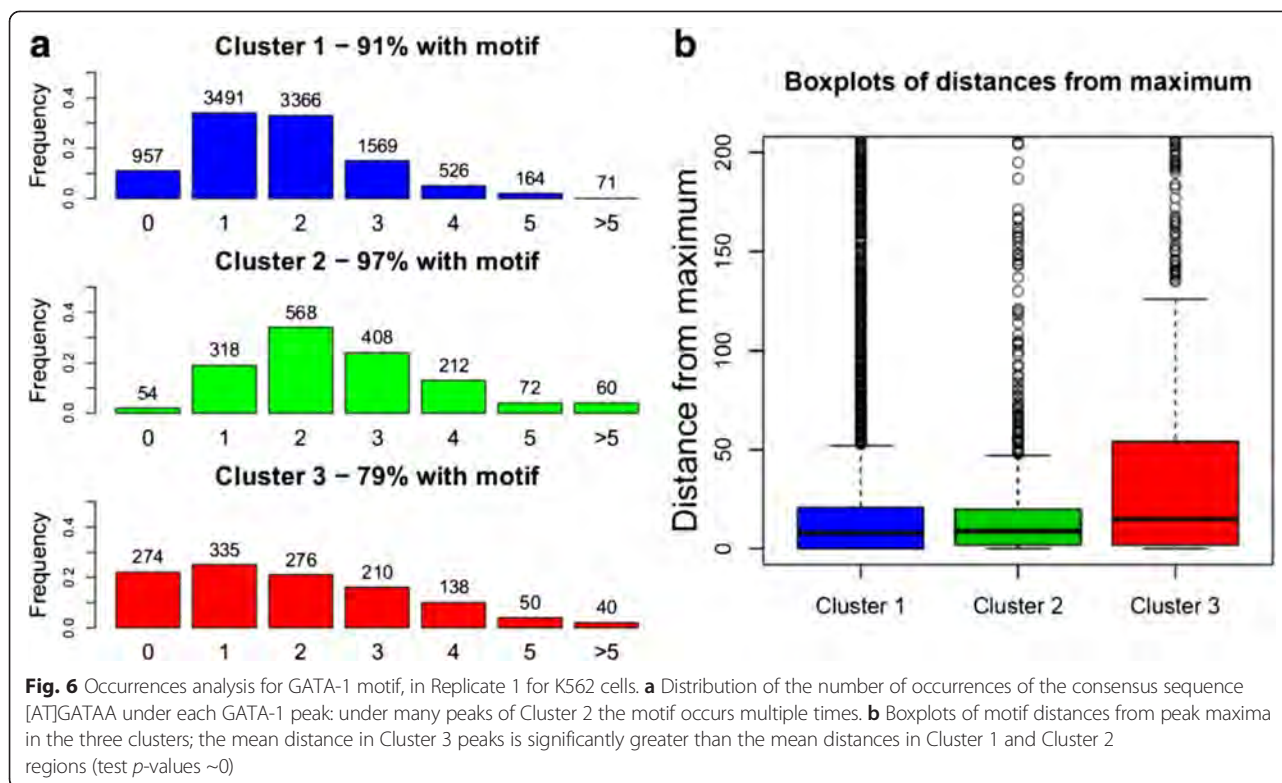 a
Cluster 1 – 91% with motif
Frequency
0.0 0.2 0.4
957 3491 3366 1569 526 164 71
0 1 2 3 4 5 >5
Cluster 2 – 97% with motif
Frequency
0.0 0.2 0.4
54 318 568 408 212 72 60
0 1 2 3 4 5 >5
Cluster 3 – 79% with motif
Frequency
0.0 0.2 0.4
274 335 276 210 138 50 40
0 1 2 3 4 5 >5
b
Boxplots of distances from maximum
Distance from maximum
0 50 100 150 200
Cluster 1 Cluster 2 Cluster 3
Fig. 6 Occurrences analysis for GATA-1 motif, in Replicate 1 for K562 cells. a Distribution of the number of occurrences of the consensus sequence
[AT]GATAA under each GATA-1 peak: under many peaks of Cluster 2 the motif occurs multiple times. b Boxplots of motif distances from peak maxima
in the three clusters; the mean distance in Cluster 3 peaks is significantly greater than the mean distances in Cluster 1 and Cluster 2
regions (test p-values ~0)